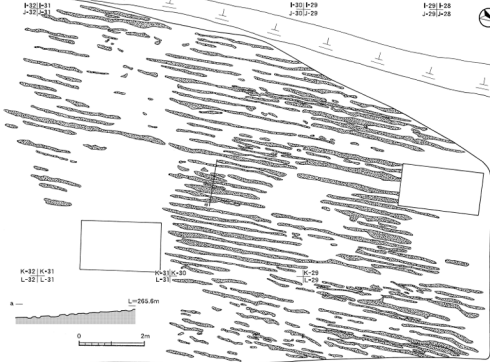 I-32 I-31
J-32 J-31
I-30 I-29
J-30 J-29
I-29 I-28
J-29 J-28
K-32 K-31
L-32 L-31
K-31 K-30
L-31
K-29
L-29
a
L=265.8m
0 2m